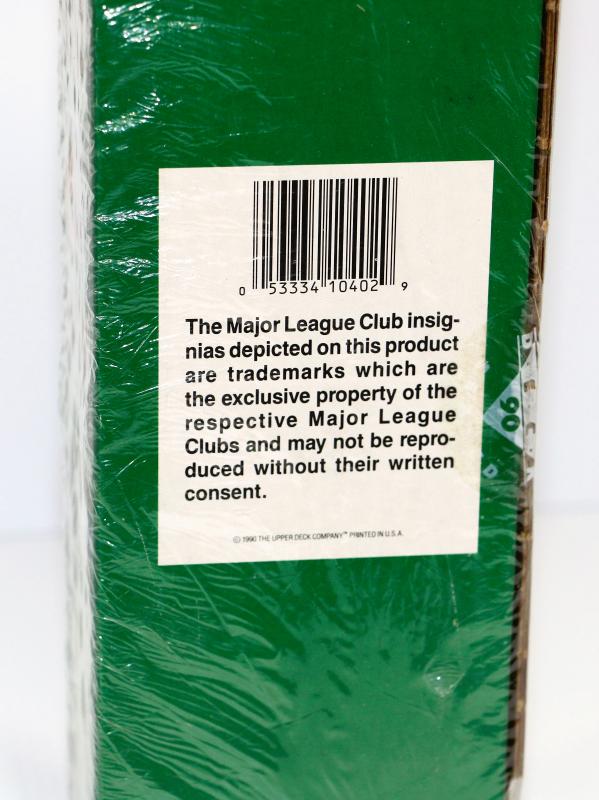 0 53334 10402 9
The Major League Club insig-
nias depicted on this product
are trademarks which are
the exclusive property of the
respective Major League
Clubs and may not be repro-
duced without their written
consent.
© 1990 THE UPPER DECK COMPANY™ PRINTED IN U.S.A.
90